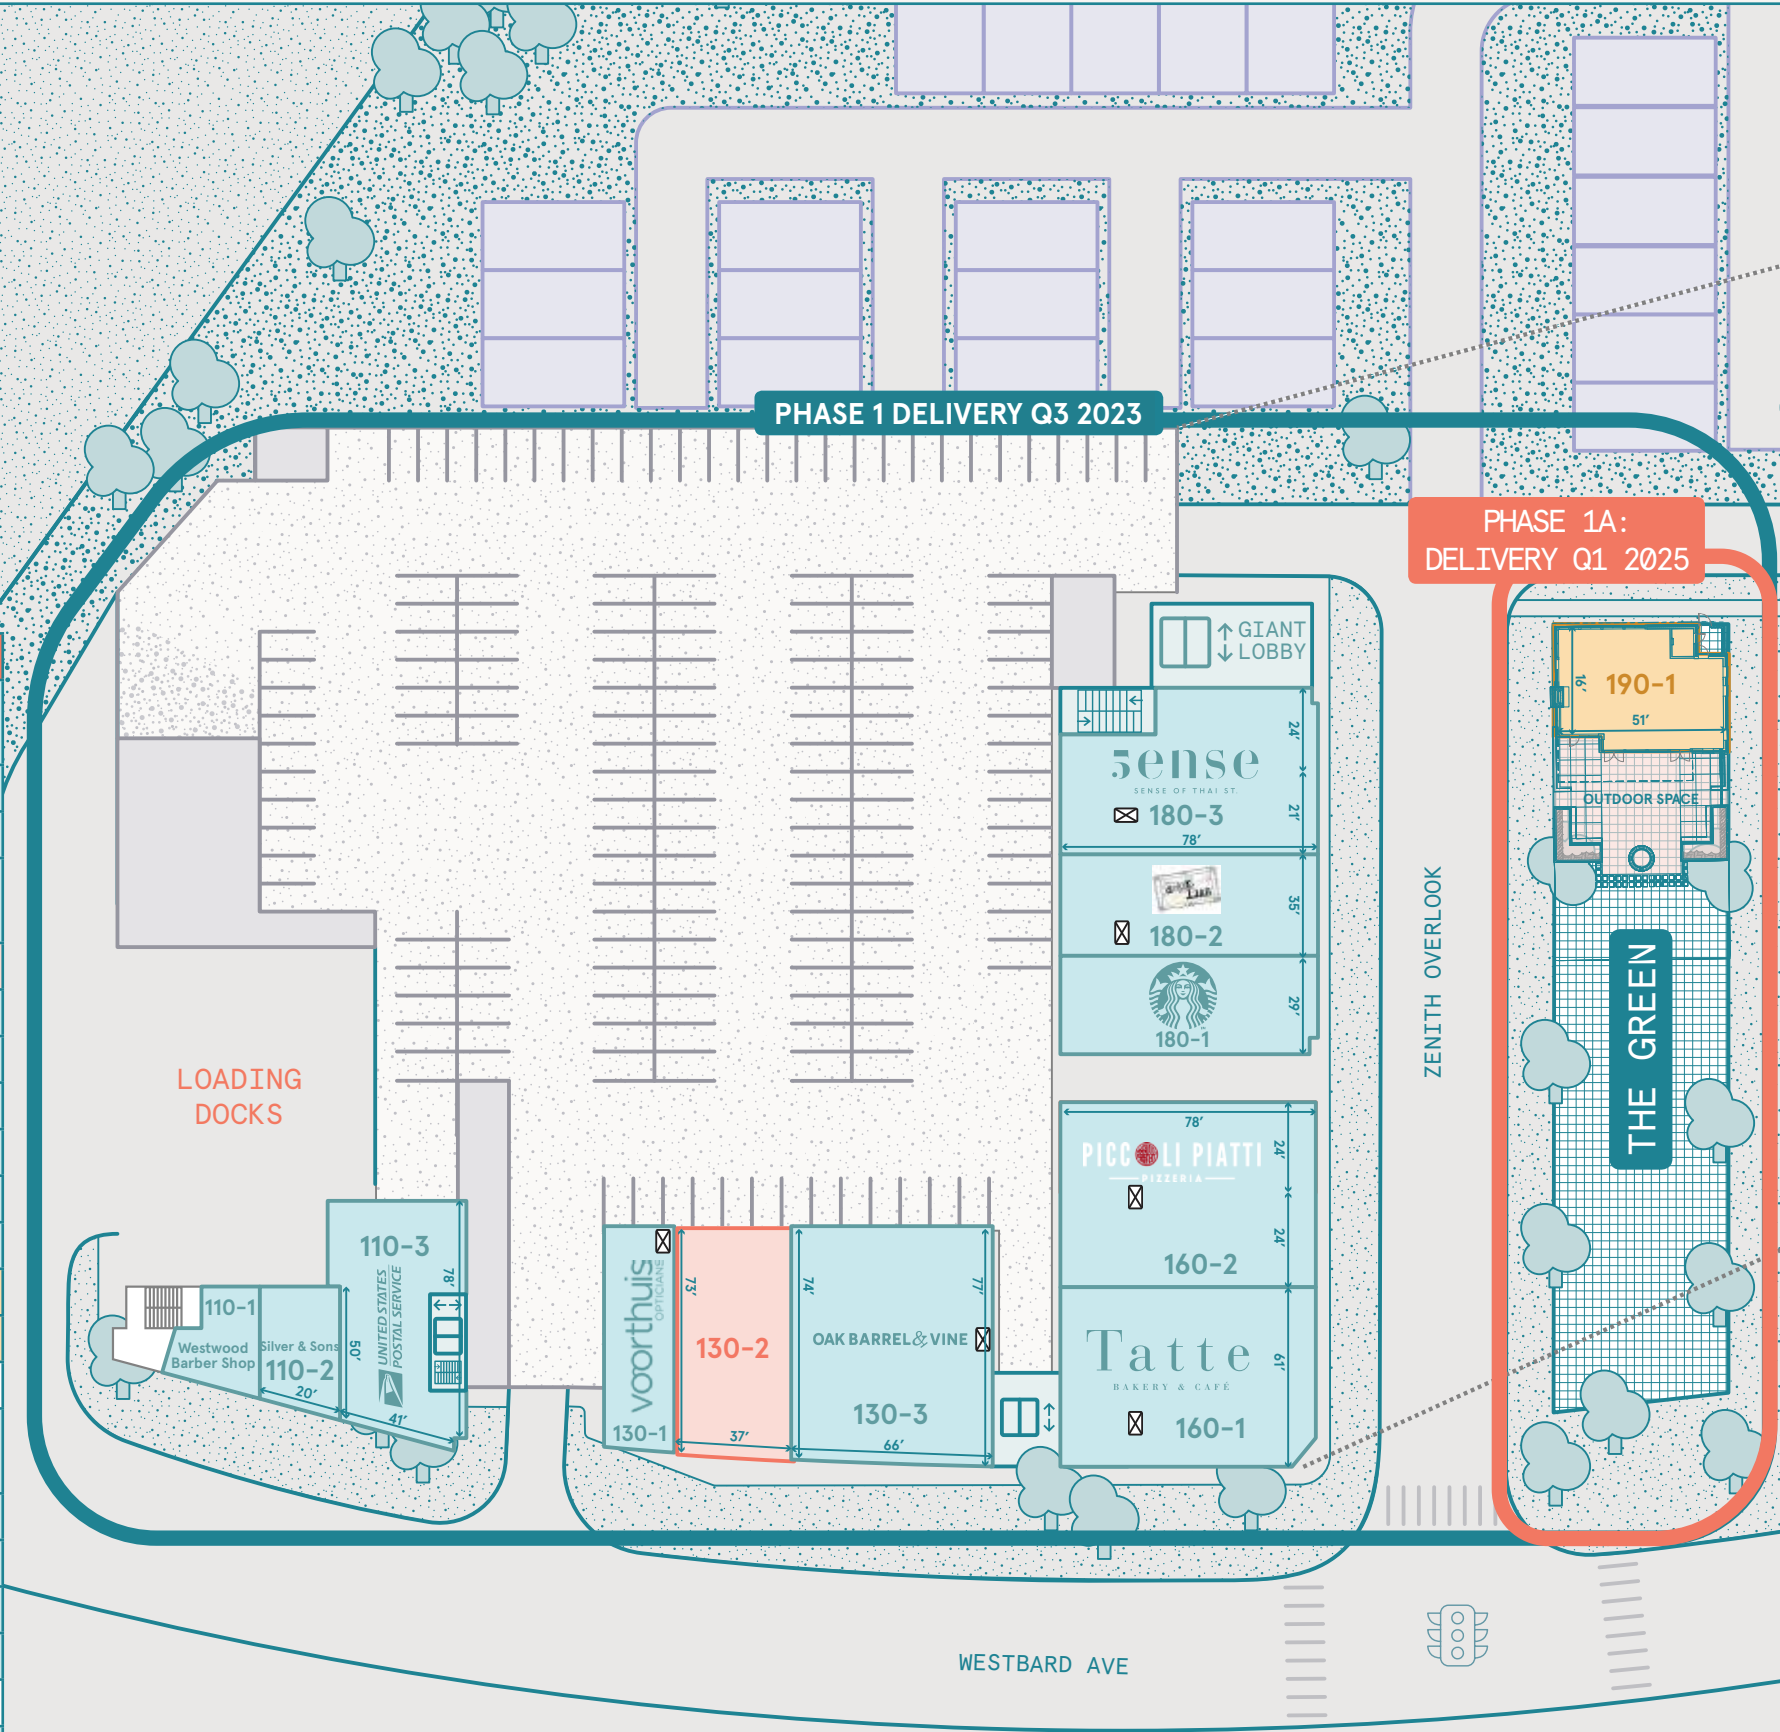 PHASE 1 DELIVERY Q3 2023
PHASE 1A:
DELIVERY Q1 2025
GIANT
LOBBY
190-1
16'
51'
OUTDOOR SPACE
THE GREEN
ZENITH OVERLOOK
5ense
SENSE OF THAI ST.
180-3
24'
21'
78'
180-2
35'
180-1
29'
78'
PICCOLI PIATTI
PIZZERIA
24'
24'
160-2
Tatte
BAKERY & CAFÉ
61'
160-1
LOADING
DOCKS
110-3
UNITED STATES
POSTAL SERVICE
78'
110-1
Westwood
Barber Shop
Silver & Sons
110-2
50'
20'
41'
voorthuis
OPTICIANS
130-1
73'
130-2
37'
74'
77'
OAK BARREL & VINE
130-3
66'
WESTBARD AVE